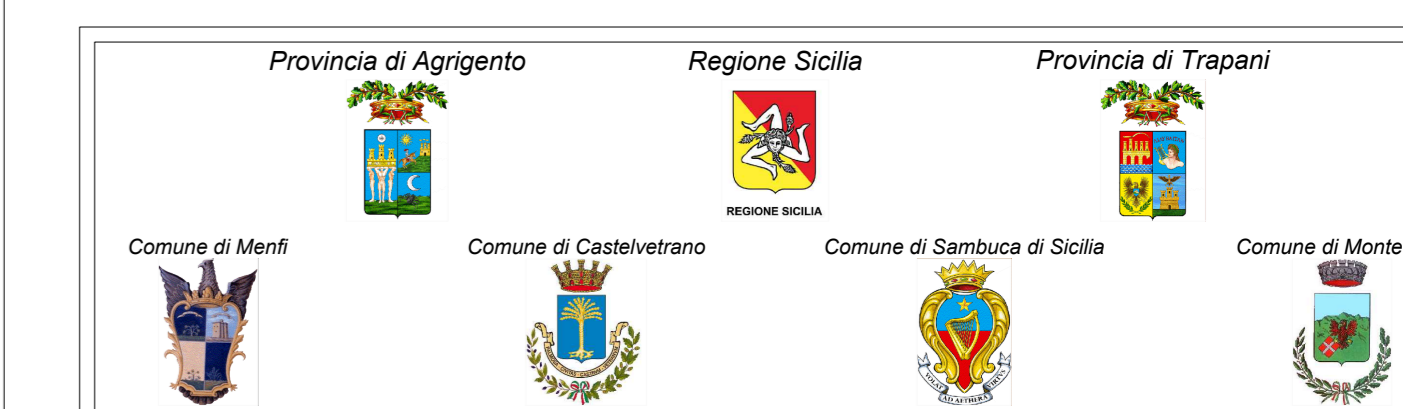 Provincia di Agrigento
Regione Sicilia
Provincia di Trapani
REGIONE SICILIA
Comune di Menfi
Comune di Castelvetrano
Comune di Sambuca di Sicilia
Comune di Monte
VOLAT
AD AETHERA
VIRTVS